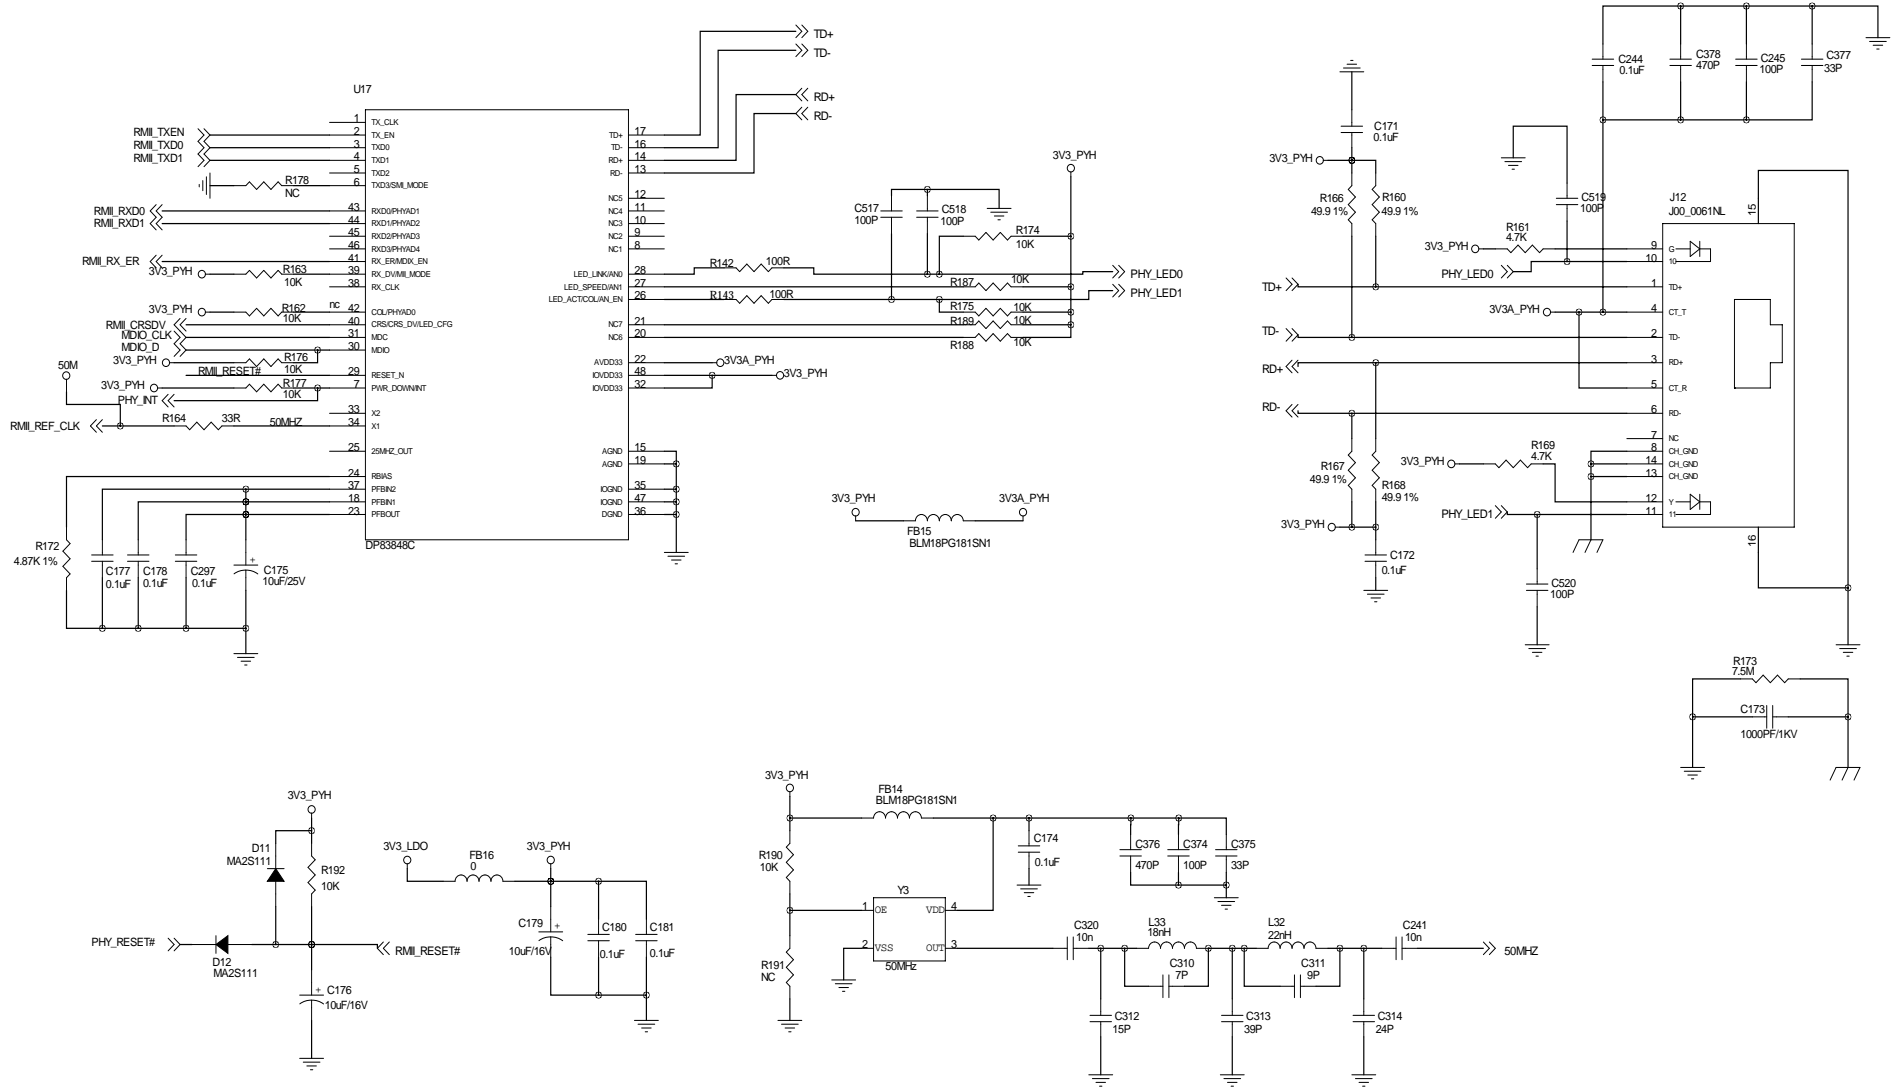 U17
TD+
TD-
RD+
RD-
RMII_TXEN
RMII_TXD0
RMII_TXD1
R178
NC
RMII_RXD0
RMII_RXD1
RMII_RX_ER
3V3_PYH
R163
10K
nc
3V3_PYH
R162
10K
RMII_CRSDV
MDIO_CLK
MDIO_D
3V3_PYH
R176
10K
RMII_RESET#
3V3_PYH
R177
10K
PHY_INT
50M
RMII_REF_CLK
R164
33R
50MHZ
R172
4.87K 1%
C177
0.1uF
C178
0.1uF
C297
0.1uF
C175
10uF/25V
1 TX_CLK
2 TX_EN
3 TXD0
4 TXD1
5 TXD2
6 TXD3/SMI_MODE
43 RXD0/PHYAD1
44 RXD1/PHYAD2
45 RXD2/PHYAD3
46 RXD3/PHYAD4
41 RX_ER/MDIX_EN
39 RX_DV/MII_MODE
38 RX_CLK
42 COL/PHYAD0
40 CRS/CRS_DV/LED_CFG
31 MDC
30 MDIO
29 RESET_N
7 PWR_DOWN/INT
33 X2
34 X1
25 25MHZ_OUT
24 RBIAS
37 PFBIN2
18 PFBIN1
23 PFBOUT
DP83848C
TD+ 17
TD- 16
RD+ 14
RD- 13
NC5 12
NC4 11
NC3 10
NC2 9
NC1 8
LED_LINK/AN0 28
LED_SPEED/AN1 27
LED_ACT/COL/AN_EN 26
NC7 21
NC6 20
AVDD33 22
IOVDD33 48
IOVDD33 32
AGND 15
AGND 19
IOGND 35
IOGND 47
DGND 36
3V3_PYH
C517
100P
C518
100P
R174
10K
R142
100R
R143
100R
R187
10K
R175
10K
R189
10K
R188
10K
PHY_LED0
PHY_LED1
3V3A_PYH
3V3_PYH
3V3_PYH
3V3A_PYH
FB15
BLM18PG181SN1
C244
0.1uF
C378
470P
C245
100P
C377
33P
C171
0.1uF
3V3_PYH
R166
49.9 1%
R160
49.9 1%
C519
100P
J12
J00_0061NL
15
R161
4.7K
3V3_PYH
PHY_LED0
TD+
3V3A_PYH
TD-
RD+
RD-
9 G
10 10
1 TD+
4 CT_T
2 TD-
3 RD+
5 CT_R
6 RD-
7 NC
8 CH_GND
14 CH_GND
13 CH_GND
12 Y
11 11
16
R169
4.7K
3V3_PYH
R167
49.9 1%
R168
49.9 1%
PHY_LED1
3V3_PYH
C172
0.1uF
C520
100P
R173
7.5M
C173
1000PF/1KV
3V3_PYH
D11
MA2S111
R192
10K
PHY_RESET#
D12
MA2S111
RMII_RESET#
C176
10uF/16V
3V3_LDO
FB16
0
3V3_PYH
C179
10uF/16V
C180
0.1uF
C181
0.1uF
3V3_PYH
FB14
BLM18PG181SN1
R190
10K
C174
0.1uF
C376
470P
C374
100P
C375
33P
Y3
1 OE
VDD 4
2 VSS
OUT 3
50MHz
R191
NC
C320
10n
L33
18nH
L32
22nH
C241
10n
50MHZ
C310
7P
C311
9P
C312
15P
C313
39P
C314
24P